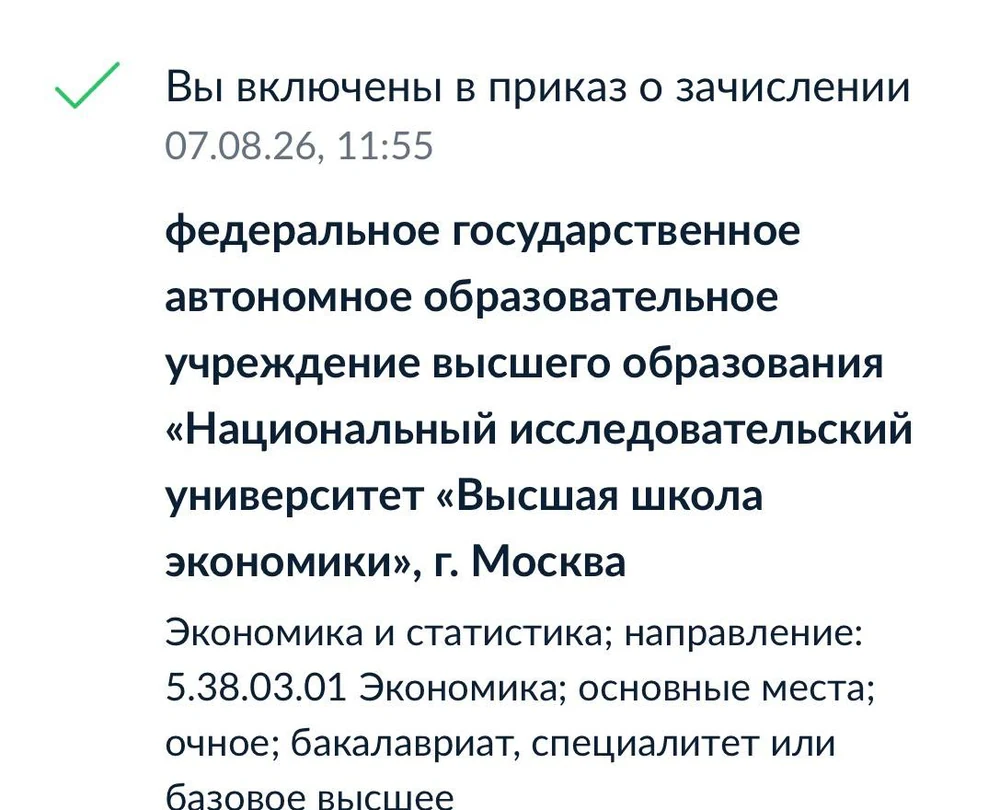 Вы включены в приказ о зачислении
07.08.26, 11:55
федеральное государственное
автономное образовательное
учреждение высшего образования
«Национальный исследовательский
университет «Высшая школа
экономики», г. Москва
Экономика и статистика; направление:
5.38.03.01 Экономика; основные места;
очное; бакалавриат, специалитет или
базовое высшее